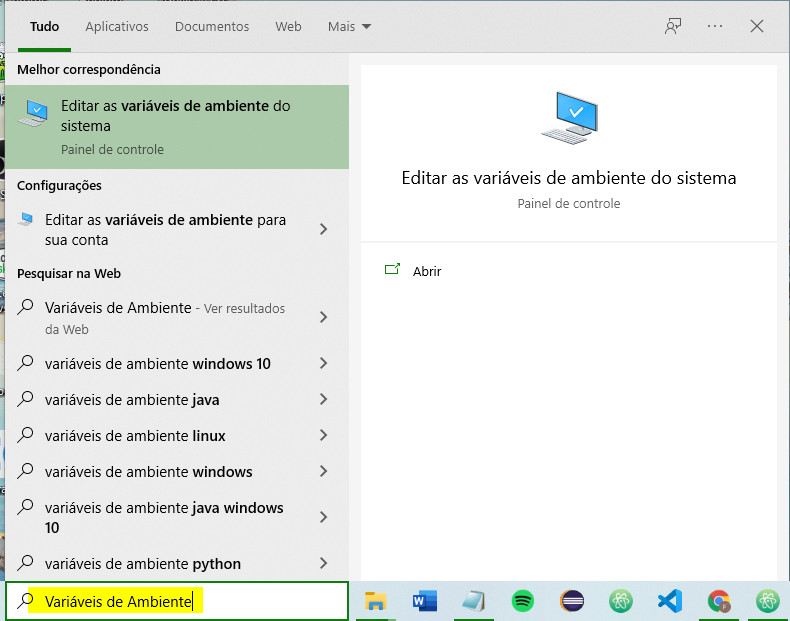 Tudo Aplicativos Documentos Web Mais
Melhor correspondência
Editar as variáveis de ambiente do
sistema
Painel de controle
Configurações
Editar as variáveis de ambiente para
sua conta
Pesquisar na Web
Variáveis de Ambiente - Ver resultados
da Web
variáveis de ambiente windows 10
variáveis de ambiente java
variáveis de ambiente linux
variáveis de ambiente windows
variáveis de ambiente java windows
10
variáveis de ambiente python
Editar as variáveis de ambiente do sistema
Painel de controle
Abrir
Variáveis de Ambiente